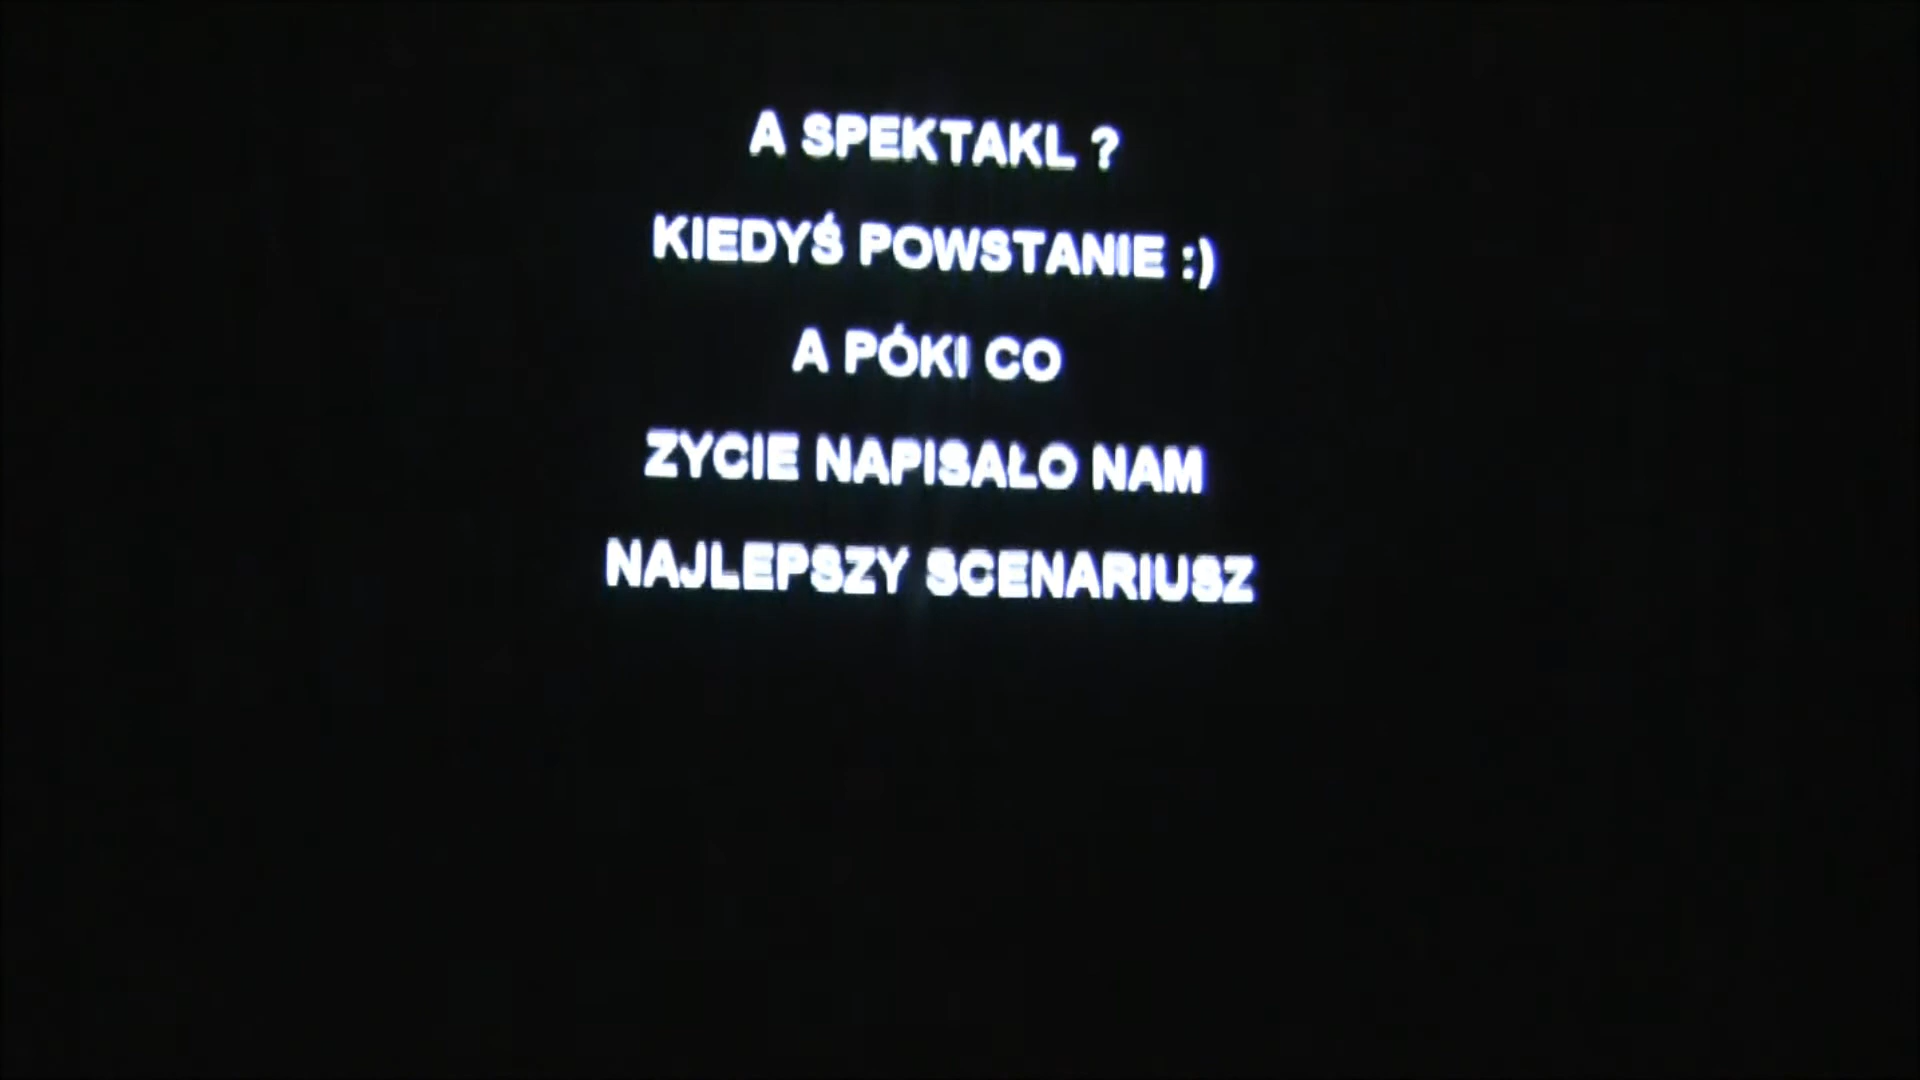 A SPEKTAKL ?
KIEDYŚ POWSTANIE :)
A PÓKI CO
ZYCIE NAPISAŁO NAM
NAJLEPSZY SCENARIUSZ